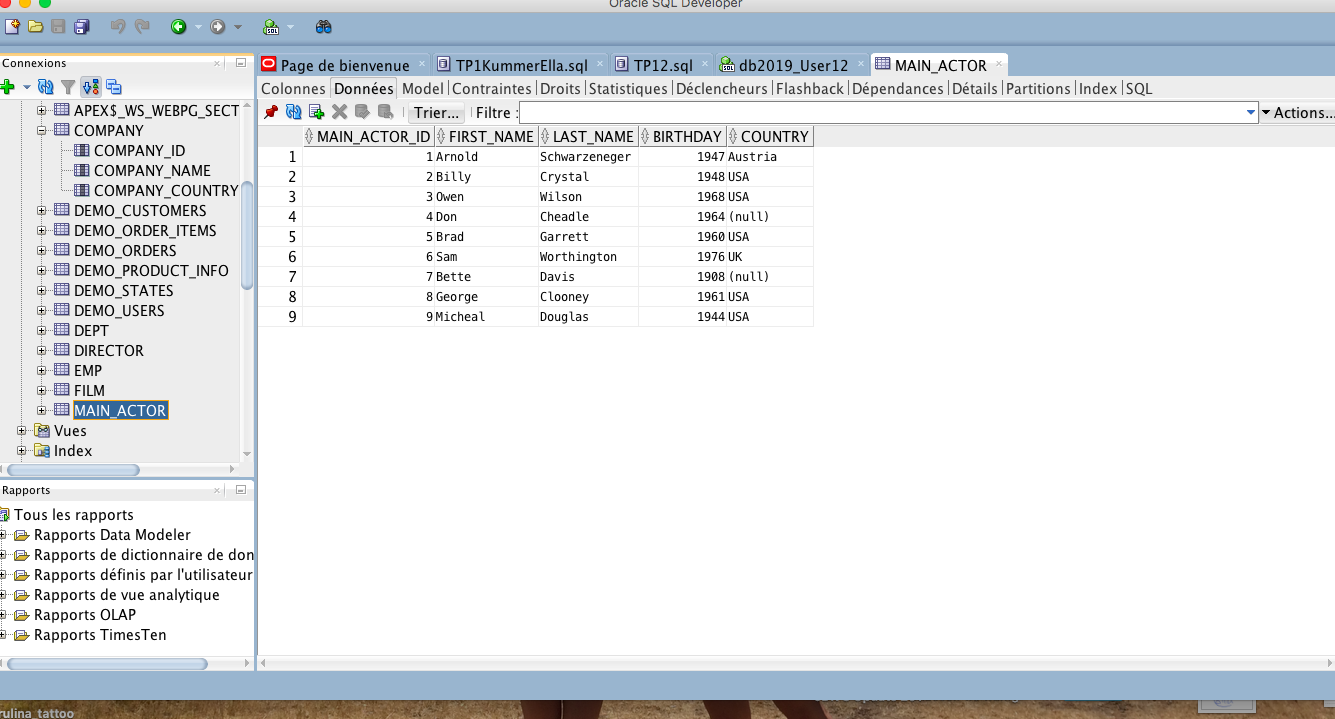 Oracle SQL Developer
Connexions
APEX$_WS_WEBPG_SECT
COMPANY
COMPANY_ID
COMPANY_NAME
COMPANY_COUNTRY
DEMO_CUSTOMERS
DEMO_ORDER_ITEMS
DEMO_ORDERS
DEMO_PRODUCT_INFO
DEMO_STATES
DEMO_USERS
DEPT
DIRECTOR
EMP
FILM
MAIN_ACTOR
Vues
Index
Rapports
Tous les rapports
Rapports Data Modeler
Rapports de dictionnaire de don
Rapports définis par l'utilisateur
Rapports de vue analytique
Rapports OLAP
Rapports TimesTen
Page de bienvenue TP1KummerElla.sql TP12.sql db2019_User12 MAIN_ACTOR
Colonnes Données Model Contraintes Droits Statistiques Déclencheurs Flashback Dépendances Détails Partitions Index SQL
Trier... Filtre : Actions...
MAIN_ACTOR_ID FIRST_NAME LAST_NAME BIRTHDAY COUNTRY
1 1 Arnold Schwarzeneger 1947 Austria
2 2 Billy Crystal 1948 USA
3 3 Owen Wilson 1968 USA
4 4 Don Cheadle 1964 (null)
5 5 Brad Garrett 1960 USA
6 6 Sam Worthington 1976 UK
7 7 Bette Davis 1908 (null)
8 8 George Clooney 1961 USA
9 9 Micheal Douglas 1944 USA
rulina_tattoo